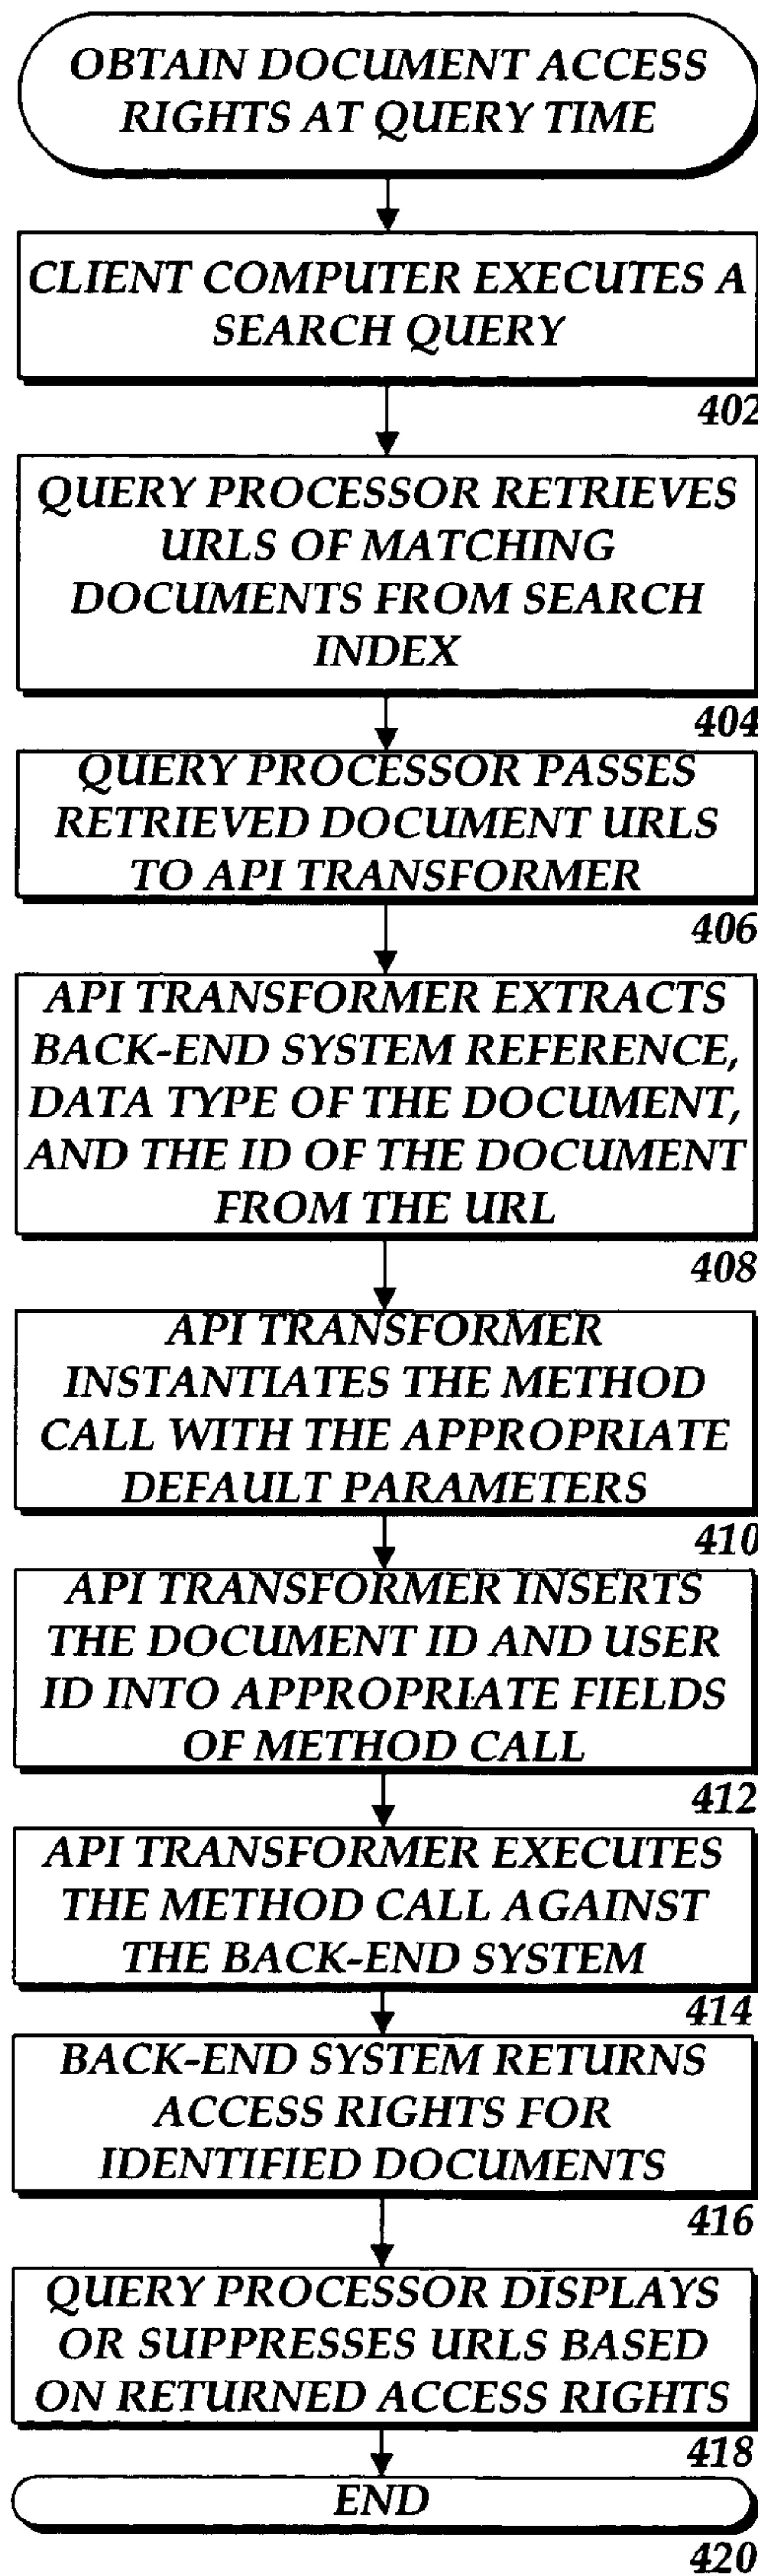 OBTAIN DOCUMENT ACCESS
RIGHTS AT QUERY TIME
CLIENT COMPUTER EXECUTES A
SEARCH QUERY
402
QUERY PROCESSOR RETRIEVES
URLS OF MATCHING
DOCUMENTS FROM SEARCH
INDEX
404
QUERY PROCESSOR PASSES
RETRIEVED DOCUMENT URLS
TO API TRANSFORMER
406
API TRANSFORMER EXTRACTS
BACK-END SYSTEM REFERENCE,
DATA TYPE OF THE DOCUMENT,
AND THE ID OF THE DOCUMENT
FROM THE URL
408
API TRANSFORMER
INSTANTIATES THE METHOD
CALL WITH THE APPROPRIATE
DEFAULT PARAMETERS
410
API TRANSFORMER INSERTS
THE DOCUMENT ID AND USER
ID INTO APPROPRIATE FIELDS
OF METHOD CALL
412
API TRANSFORMER EXECUTES
THE METHOD CALL AGAINST
THE BACK-END SYSTEM
414
BACK-END SYSTEM RETURNS
ACCESS RIGHTS FOR
IDENTIFIED DOCUMENTS
416
QUERY PROCESSOR DISPLAYS
OR SUPPRESSES URLS BASED
ON RETURNED ACCESS RIGHTS
418
END
420